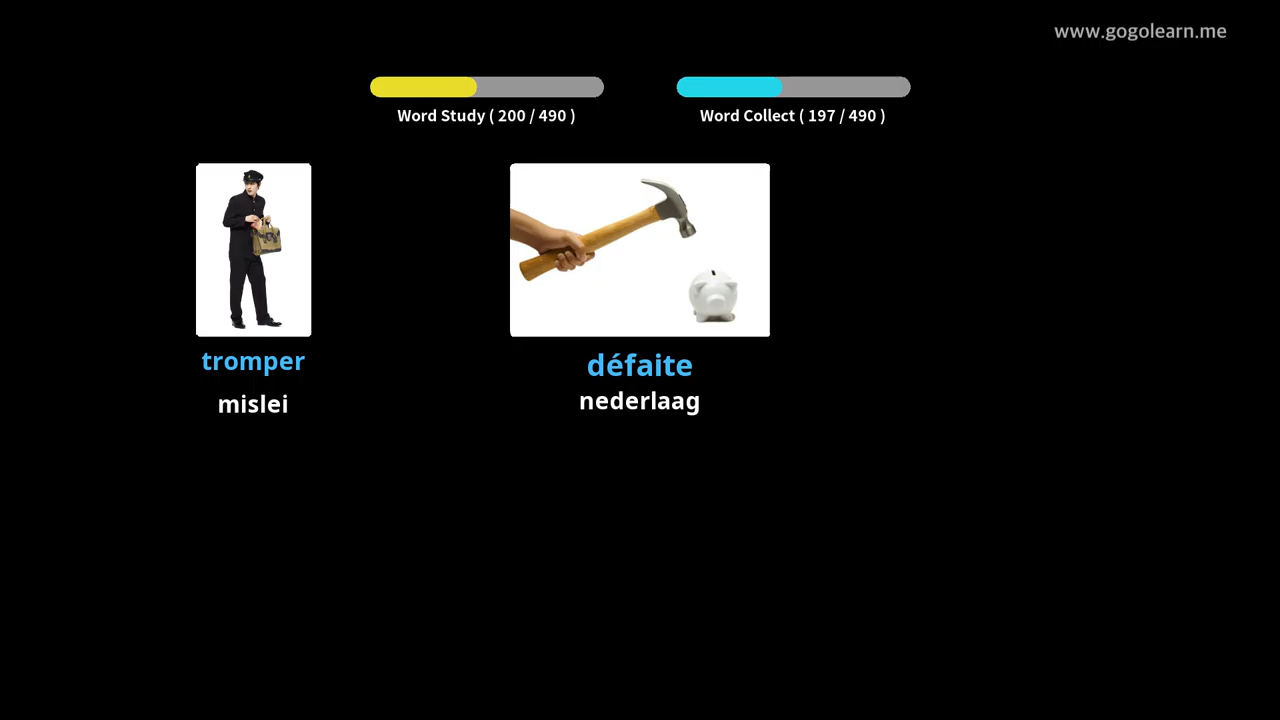 www.gogolearn.me
Word Study ( 200 / 490 )
Word Collect ( 197 / 490 )
tromper
mislei
défaite
nederlaag